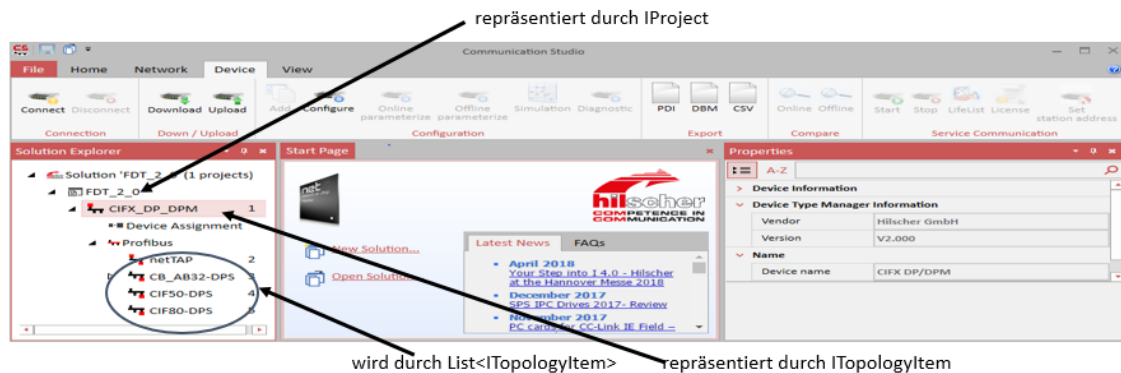 repräsentiert durch IProject
CS
Communication Studio
File Home Network Device View
Connect Disconnect Download Upload Add Configure Online parameterize Offline parameterize Simulation Diagnostic PDI DBM CSV Online Offline Start Stop LifeList License Set station address
Connection Down / Upload Configuration Export Compare Service Communication
Solution Explorer
Solution 'FDT_2_0' (1 projects)
FDT_2_0
CIFX_DP_DPM 1
Device Assignment
Profibus
netTAP 2
CB_AB32-DPS 3
CIF50-DPS 4
CIF80-DPS 5
Start Page
net
hilscher
COMPETENCE IN
COMMUNICATION
New Solution...
Open Solution...
Latest News FAQs
April 2018
Your Step into I 4.0 - Hilscher
at the Hannover Messe 2018
December 2017
SPS IPC Drives 2017- Review
November 2017
PC cards for CC-Link IE Field –
Properties
A-Z
Device Information
Device Type Manager Information
Vendor Hilscher GmbH
Version V2.000
Name
Device name CIFX DP/DPM
wird durch List<ITopologyItem> repräsentiert durch ITopologyItem